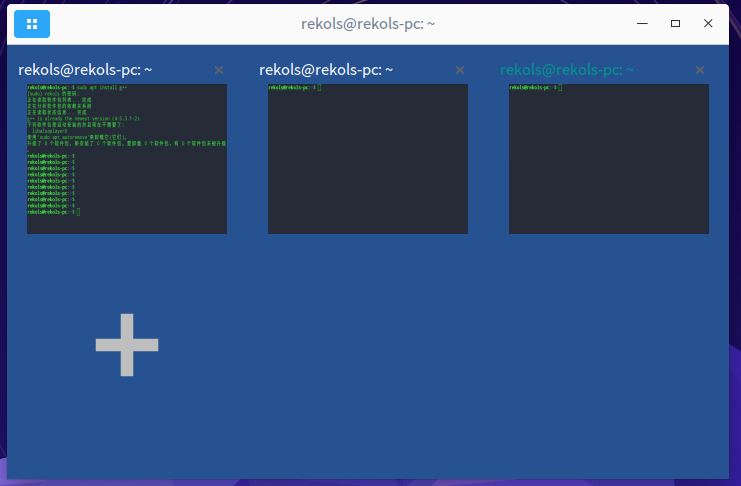 rekols@rekols-pc: ~
rekols@rekols-pc: ~
rekols@rekols-pc: ~
rekols@rekols-pc: ~
rekols@rekols-pc:~$ sudo apt install g++
[sudo] rekols 的密码:
正在读取软件包列表... 完成
正在分析软件包的依赖关系树
正在读取状态信息... 完成
g++ is already the newest version (4:5.3.1-2).
下列软件包是自动安装的并且现在不需要了:
使用'sudo apt autoremove'来卸载它(它们)。
升级了 0 个软件包，新安装了 0 个软件包，要卸载 0 个软件包，有 0 个软件包未被升级
rekols@rekols-pc:~$
rekols@rekols-pc:~$
rekols@rekols-pc:~$
rekols@rekols-pc:~$
rekols@rekols-pc:~$
rekols@rekols-pc:~$
rekols@rekols-pc:~$
rekols@rekols-pc:~$
rekols@rekols-pc:~$
rekols@rekols-pc:~$
rekols@rekols-pc:~$
rekols@rekols-pc:~$